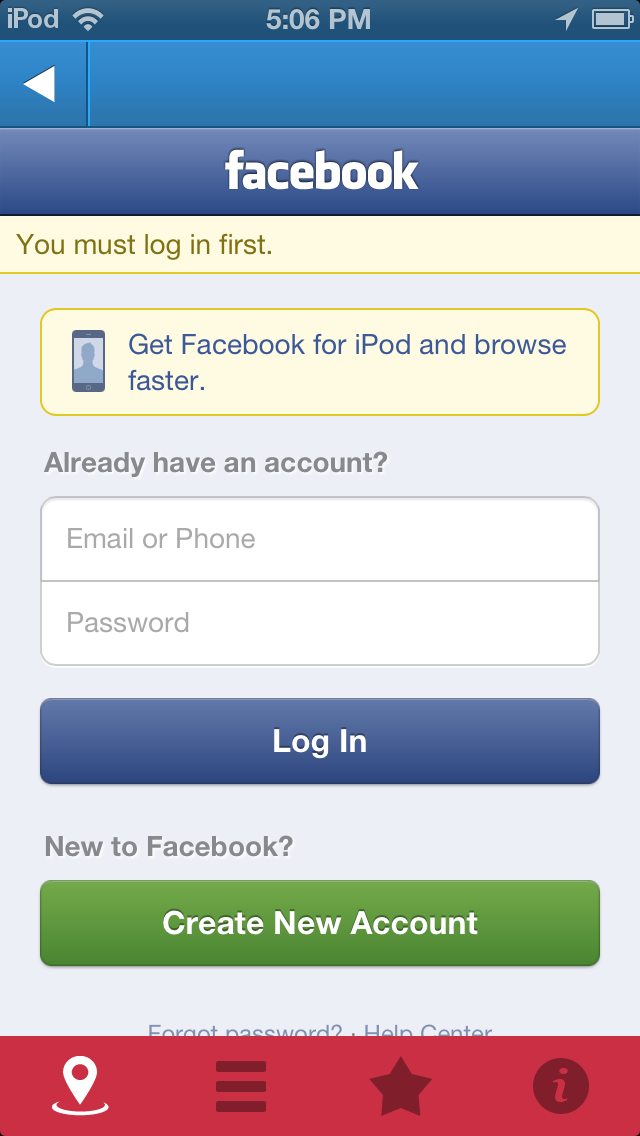 iPod 5:06 PM
facebook
You must log in first.
Get Facebook for iPod and browse
faster.
Already have an account?
Email or Phone
Password
Log In
New to Facebook?
Create New Account
Forgot password? · Help Center
i